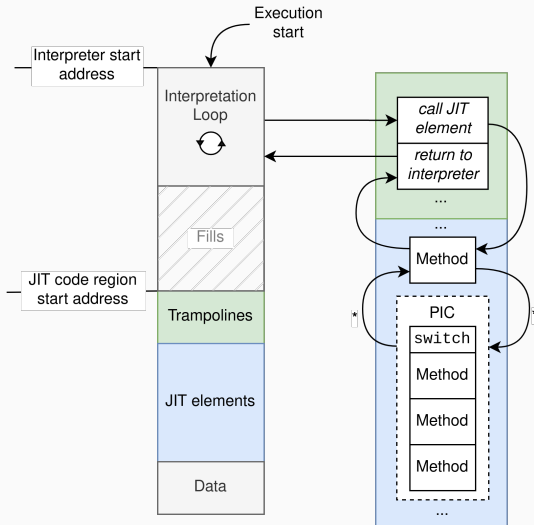 Execution
start
Interpreter start
address
Interpretation
Loop
Fills
JIT code region
start address
Trampolines
JIT elements
Data
call JIT
element
return to
interpreter
...
...
Method
*
*
PIC
switch
Method
Method
Method
...